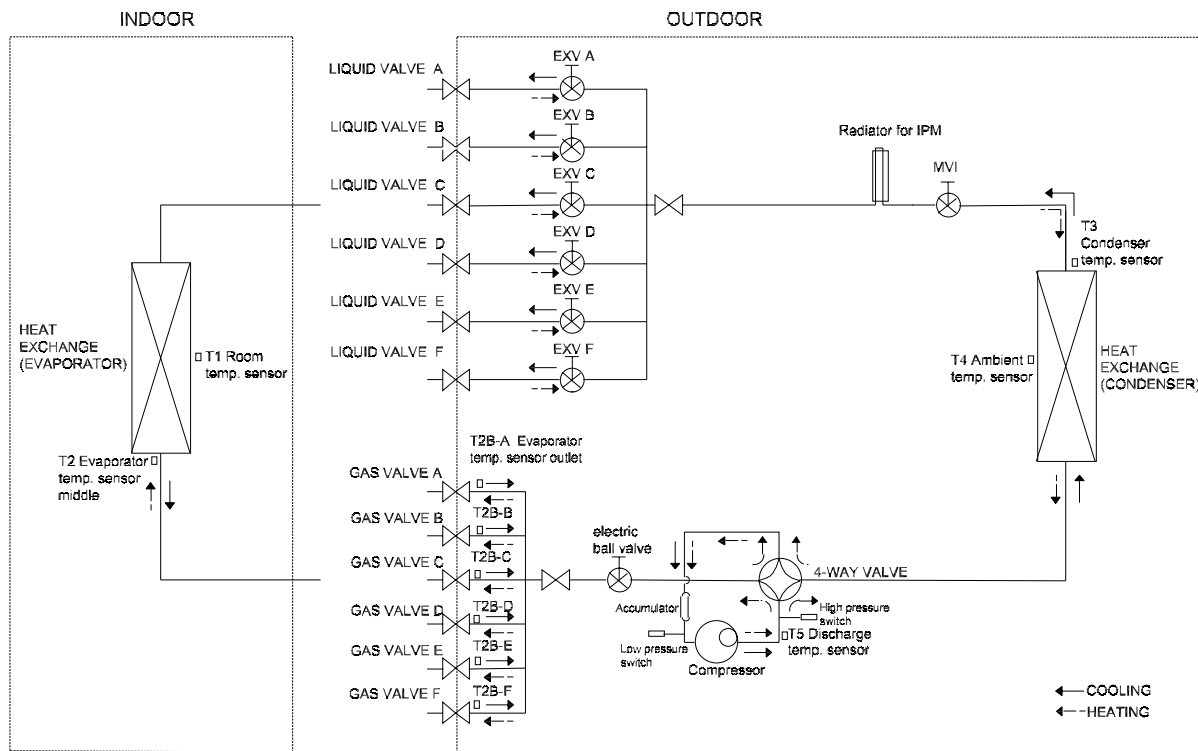 INDOOR
OUTDOOR
LIQUID VALVE A
EXV A
LIQUID VALVE B
EXV B
LIQUID VALVE C
EXV C
LIQUID VALVE D
EXV D
LIQUID VALVE E
EXV E
LIQUID VALVE F
EXV F
Radiator for IPM
MVI
T3
Condenser
temp. sensor
HEAT
EXCHANGE
(EVAPORATOR)
T1 Room
temp. sensor
T4 Ambient
temp. sensor
HEAT
EXCHANGE
(CONDENSER)
T2 Evaporator
temp. sensor
middle
T2B-A Evaporator
temp. sensor outlet
GAS VALVE A
GAS VALVE B
T2B-B
GAS VALVE C
T2B-C
GAS VALVE D
T2B-D
GAS VALVE E
T2B-E
GAS VALVE F
T2B-F
electric
ball valve
4-WAY VALVE
Accumulator
High pressure
switch
Low pressure
switch
Compressor
T5 Discharge
temp. sensor
COOLING
HEATING